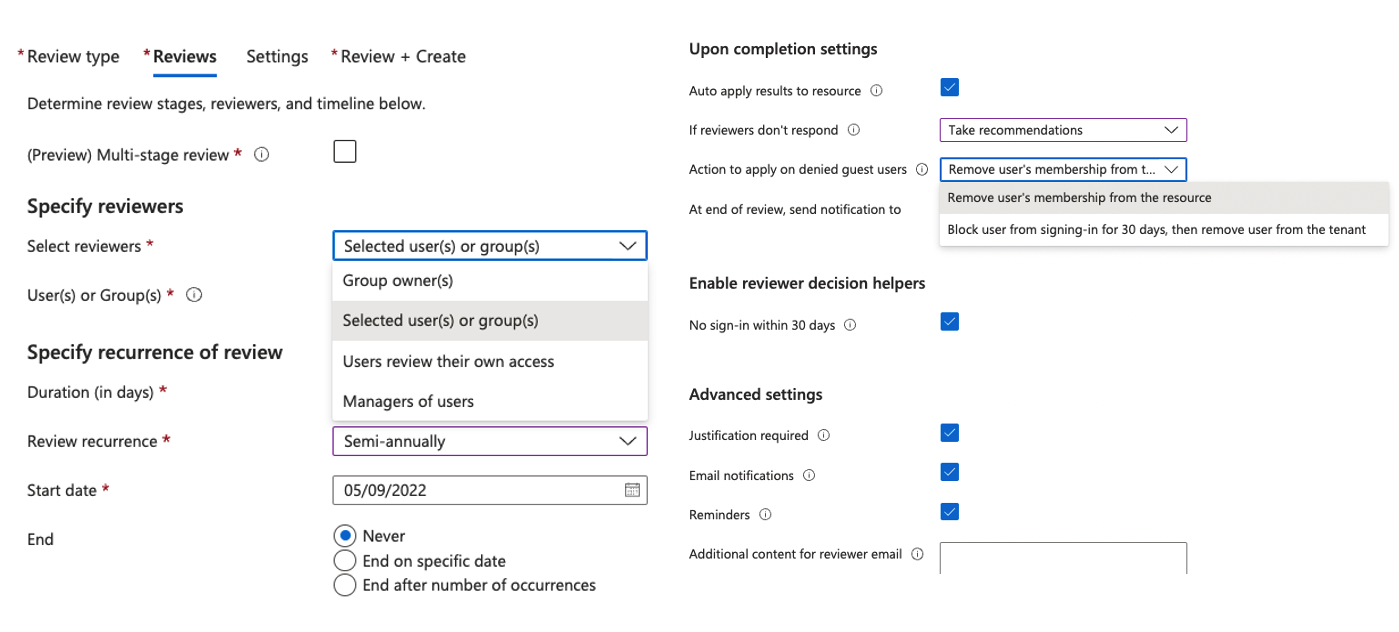 * Review type * Reviews Settings * Review + Create
Determine review stages, reviewers, and timeline below.
(Preview) Multi-stage review *
Specify reviewers
Select reviewers * Selected user(s) or group(s)
Group owner(s)
User(s) or Group(s) *
Selected user(s) or group(s)
Users review their own access
Managers of users
Specify recurrence of review
Duration (in days) *
Review recurrence * Semi-annually
Start date * 05/09/2022
End Never
End on specific date
End after number of occurrences
Upon completion settings
Auto apply results to resource
If reviewers don't respond Take recommendations
Action to apply on denied guest users Remove user's membership from t...
Remove user's membership from the resource
At end of review, send notification to
Block user from signing-in for 30 days, then remove user from the tenant
Enable reviewer decision helpers
No sign-in within 30 days
Advanced settings
Justification required
Email notifications
Reminders
Additional content for reviewer email